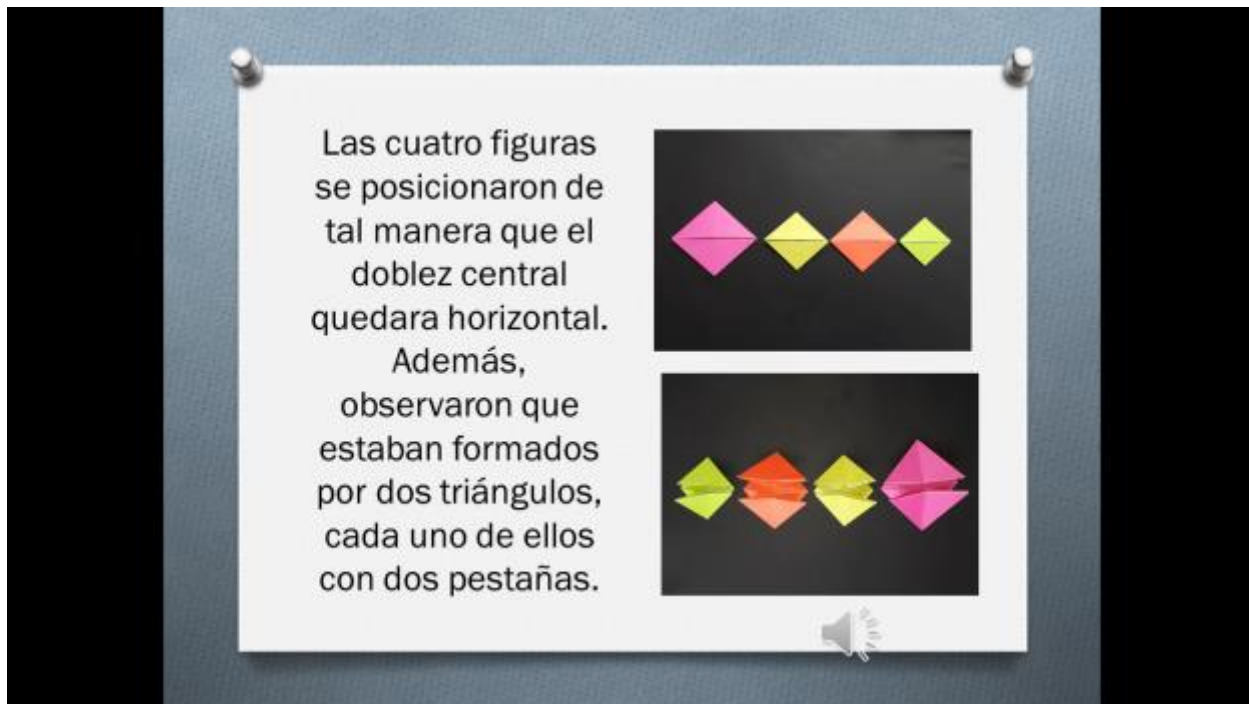 Las cuatro figuras
se posicionaron de
tal manera que el
doblez central
quedara horizontal.
Además,
observaron que
estaban formados
por dos triángulos,
cada uno de ellos
con dos pestañas.